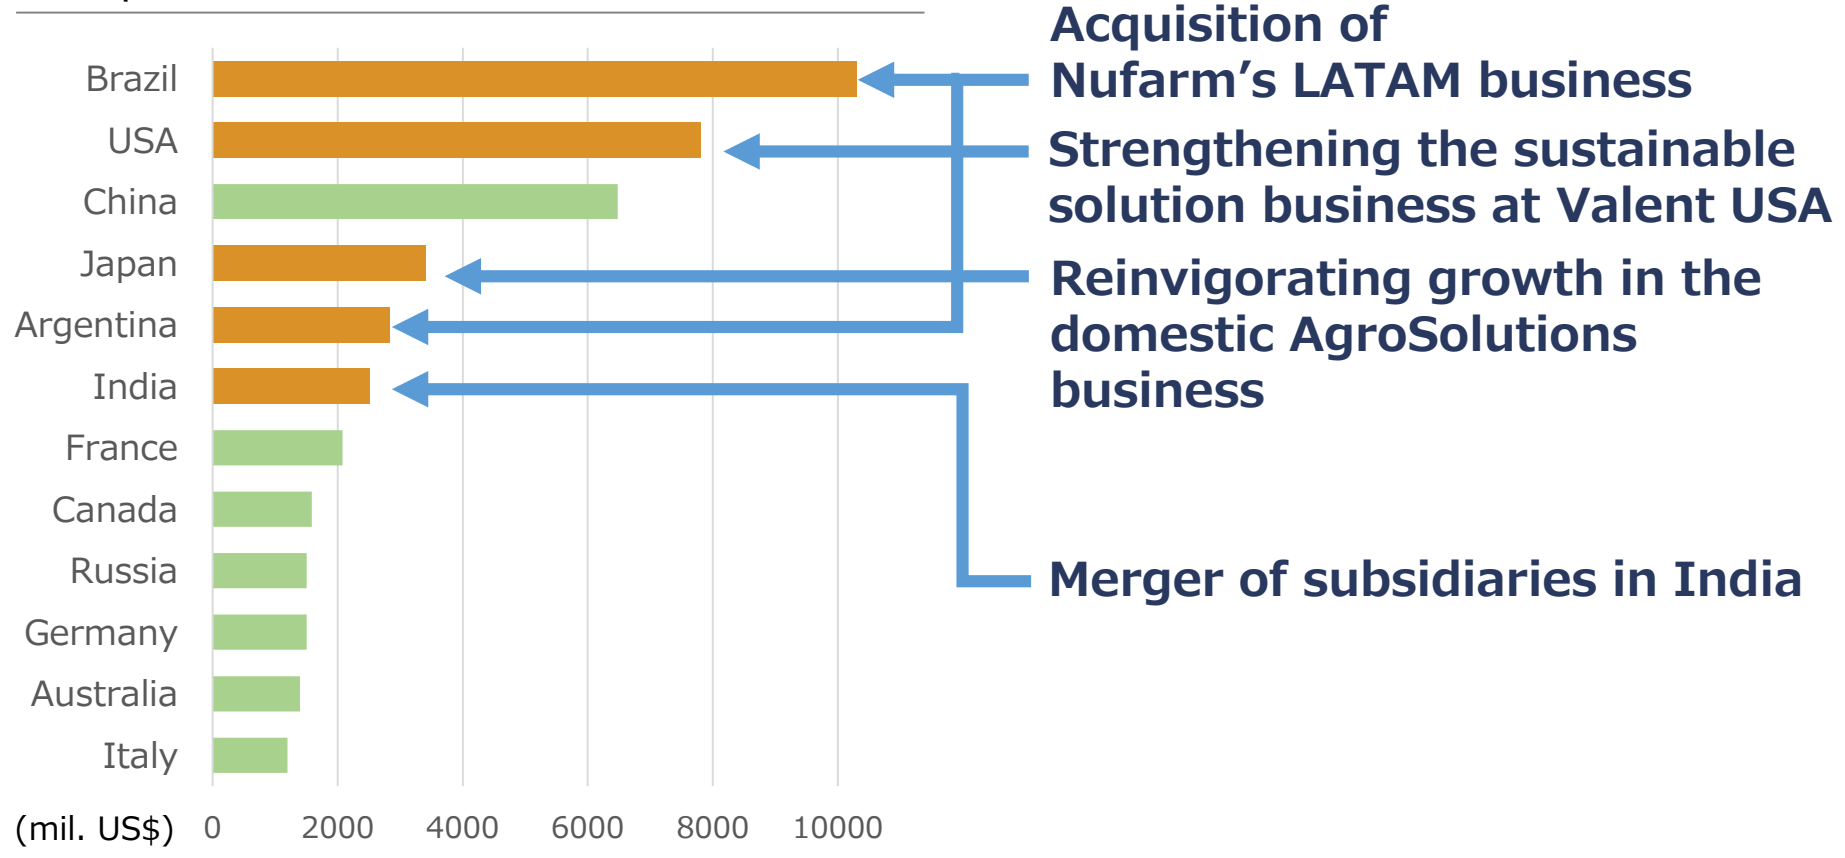 Brazil
USA
China
Japan
Argentina
India
France
Canada
Russia
Germany
Australia
Italy
(mil. US$) 0 2000 4000 6000 8000 10000
Acquisition of
Nufarm’s LATAM business
Strengthening the sustainable
solution business at Valent USA
Reinvigorating growth in the
domestic AgroSolutions
business
Merger of subsidiaries in India